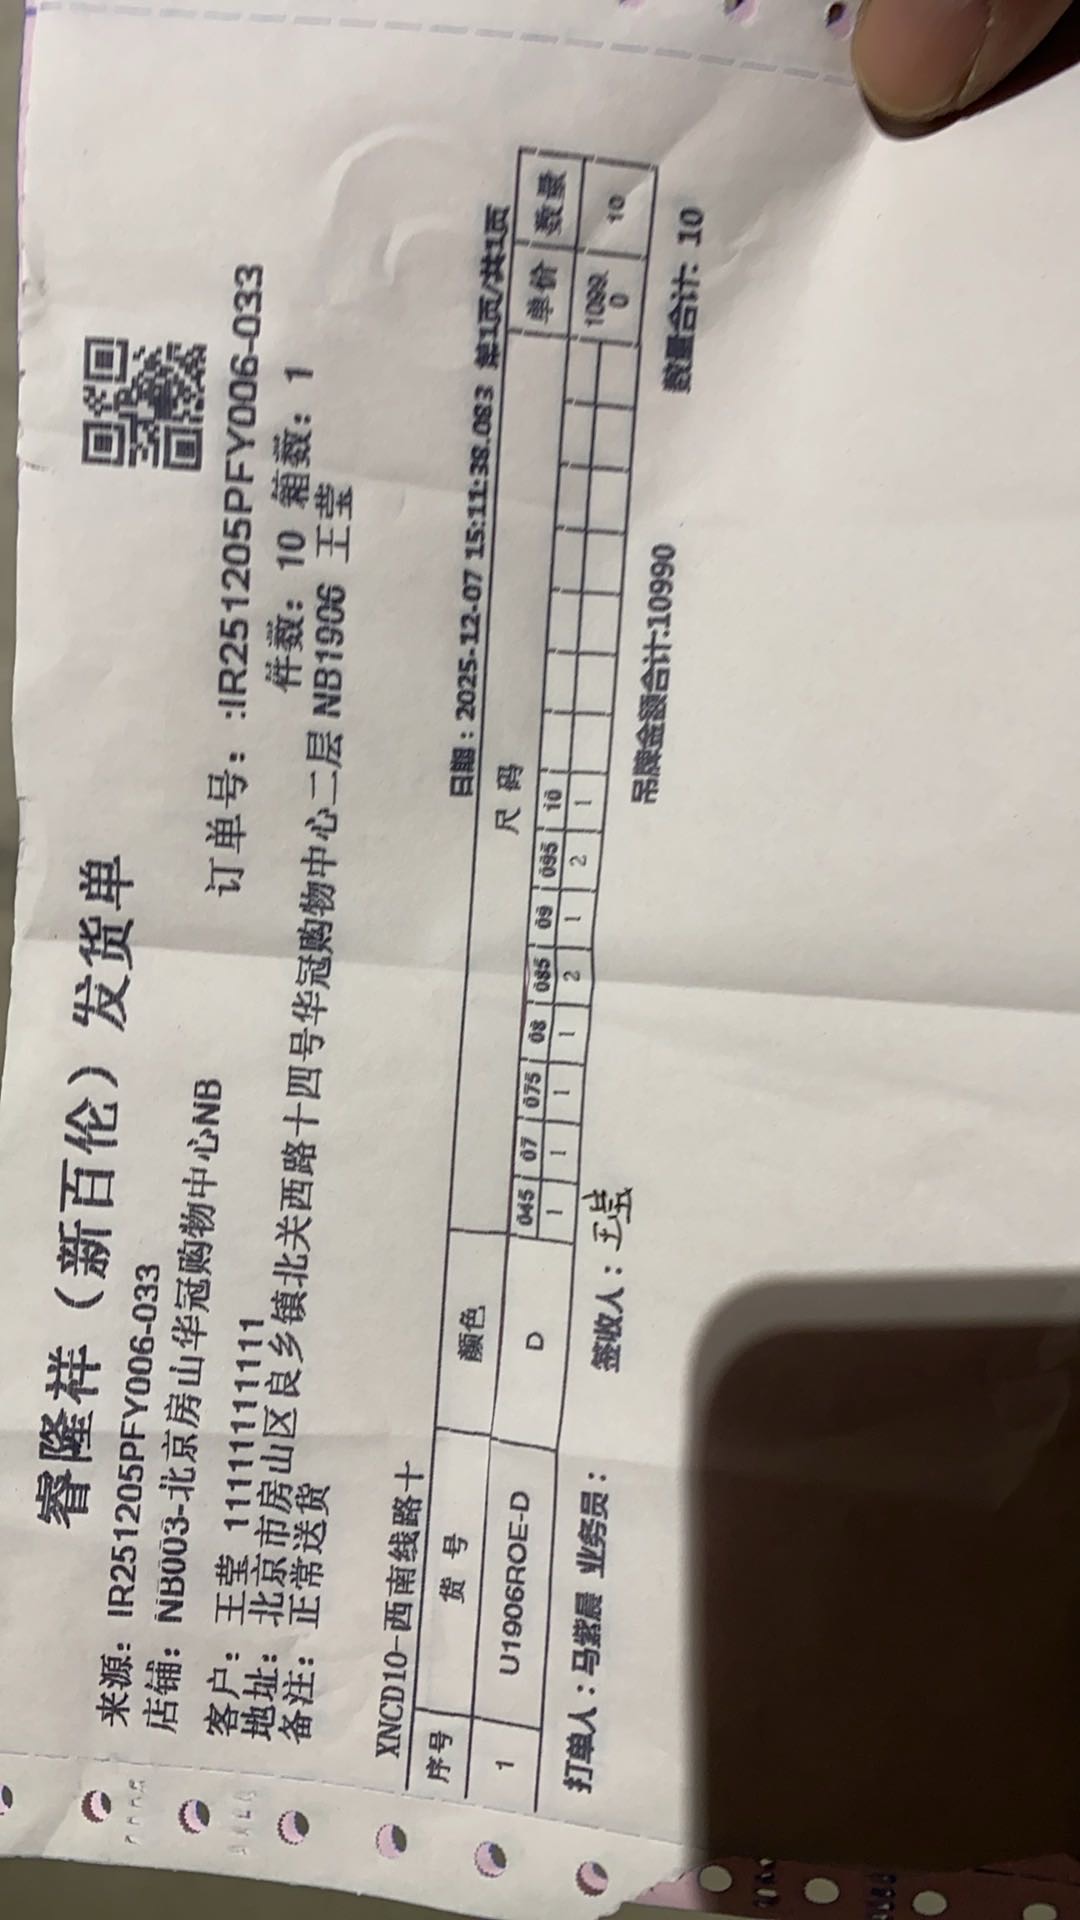 睿隆祥（新百伦）发货单
来源：IR251205PFY006-033
店铺：NB003-北京房山华冠购物中心NB
订单号：:IR251205PFY006-033
客户：王莹 11111111111
件数：10 箱数：1
地址：北京市房山区良乡镇北关西路十四号华冠购物中心二层 NB1906 王莹
备注：正常送货
XNCD10-西南线路十
日期：2025-12-07 15:11:38.083 第1页/共1页
序号 货号 颜色 尺码 单价 数量
045 07 075 08 085 09 095 10
1 U1906ROE-D D 1 1 1 1 2 1 2 1 1099.0 10
打单人：马紫晨 业务员： 签收人：王莹 吊牌金额合计:10990 数量合计: 10